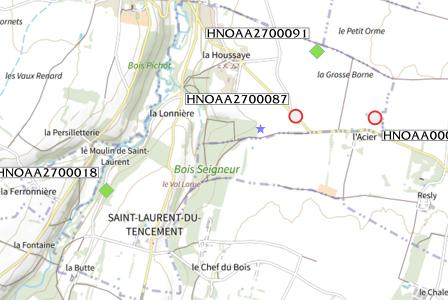 ornets
HNOAA2700091
le Petit Orme
la Houssaye
Bois Pichot
la Grosse Borne
les Vaux Renard
HNOAA2700087
la Lonnière
la Persilletterie
l'Acier
HNOAA00
le Moulin de Saint-
Laurent
Bois Seigneur
HNOAA2700018
le Val Lorue
la Ferronnière
Resly
SAINT-LAURENT-DU-
TENCEMENT
la Fontaine
la Butte
le Chef du Bois
le Chale